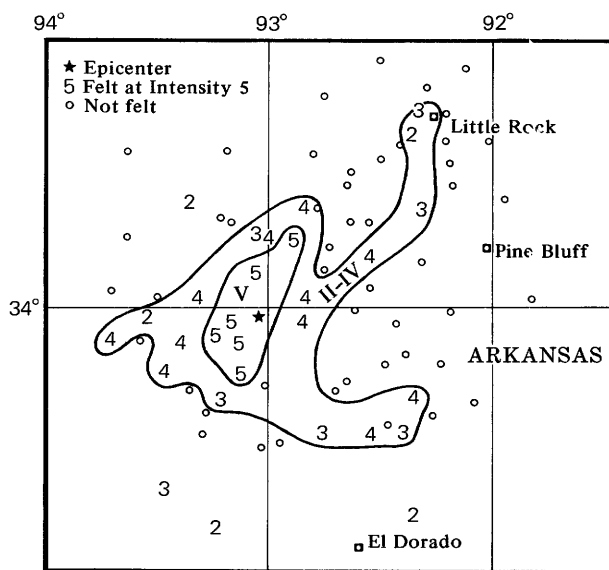 94° 93° 92°
★ Epicenter
5 Felt at Intensity 5
○ Not felt
3
Little Rock
2
2
4
3
3 4 5
Pine Bluff
4
5
II-IV
V
4
4
34°
2
5
4
5
4
4
5
ARKANSAS
4
5
3
4
3
4
3
3
2
2
El Dorado